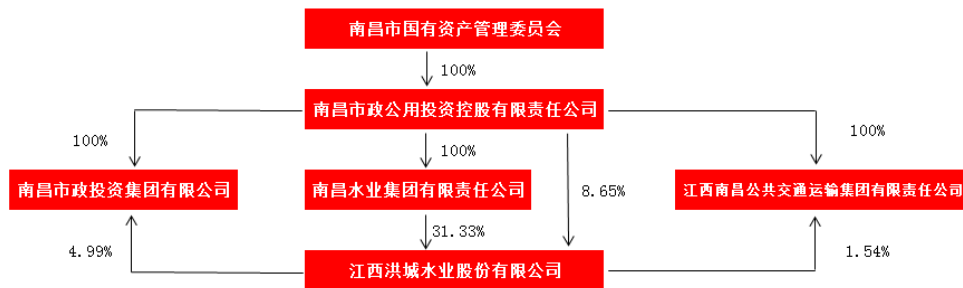 南昌市国有资产管理委员会
100%
南昌市政公用投资控股有限责任公司
100%
100%
100%
南昌市政投资集团有限公司
南昌水业集团有限责任公司
8.65%
江西南昌公共交通运输集团有限责任公司
4.99%
31.33%
1.54%
江西洪城水业股份有限公司